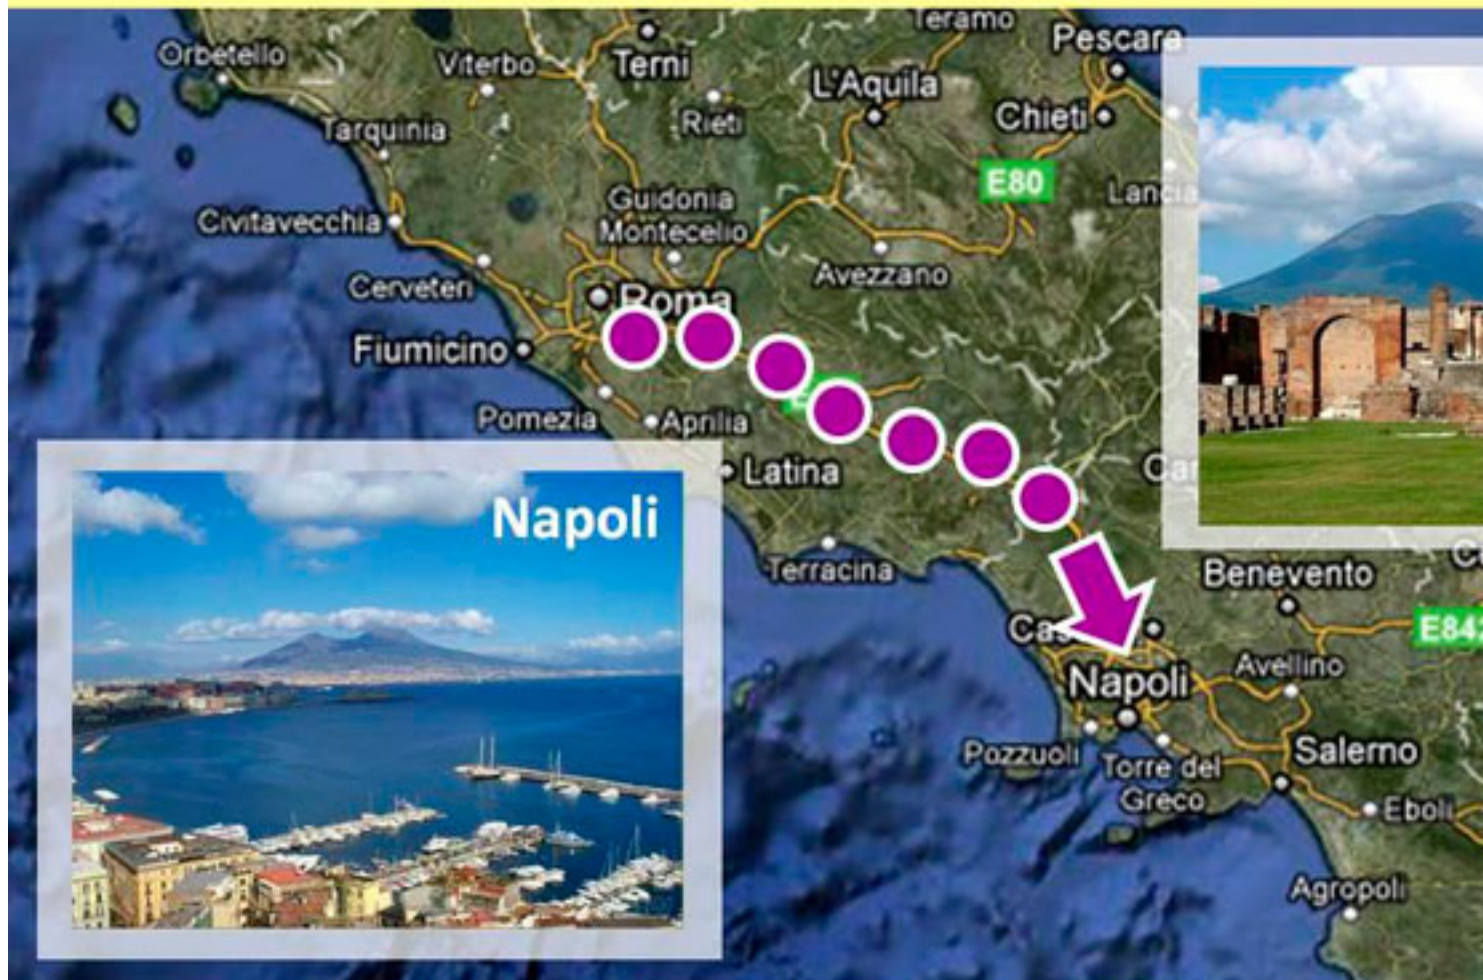 Teramo
Pescara
Orbetello
Viterbo
Terni
L'Aquila
Chieti
Rieti
Tarquinia
E80
Guidonia
Montecelio
Civitavecchia
Avezzano
Cerveteri
Roma
Fiumicino
Pomezia
Aprilia
Latina
Napoli
Terracina
Benevento
Napoli
Avellino
Pozzuoli
Torre del
Greco
Salerno
Eboli
Agropoli